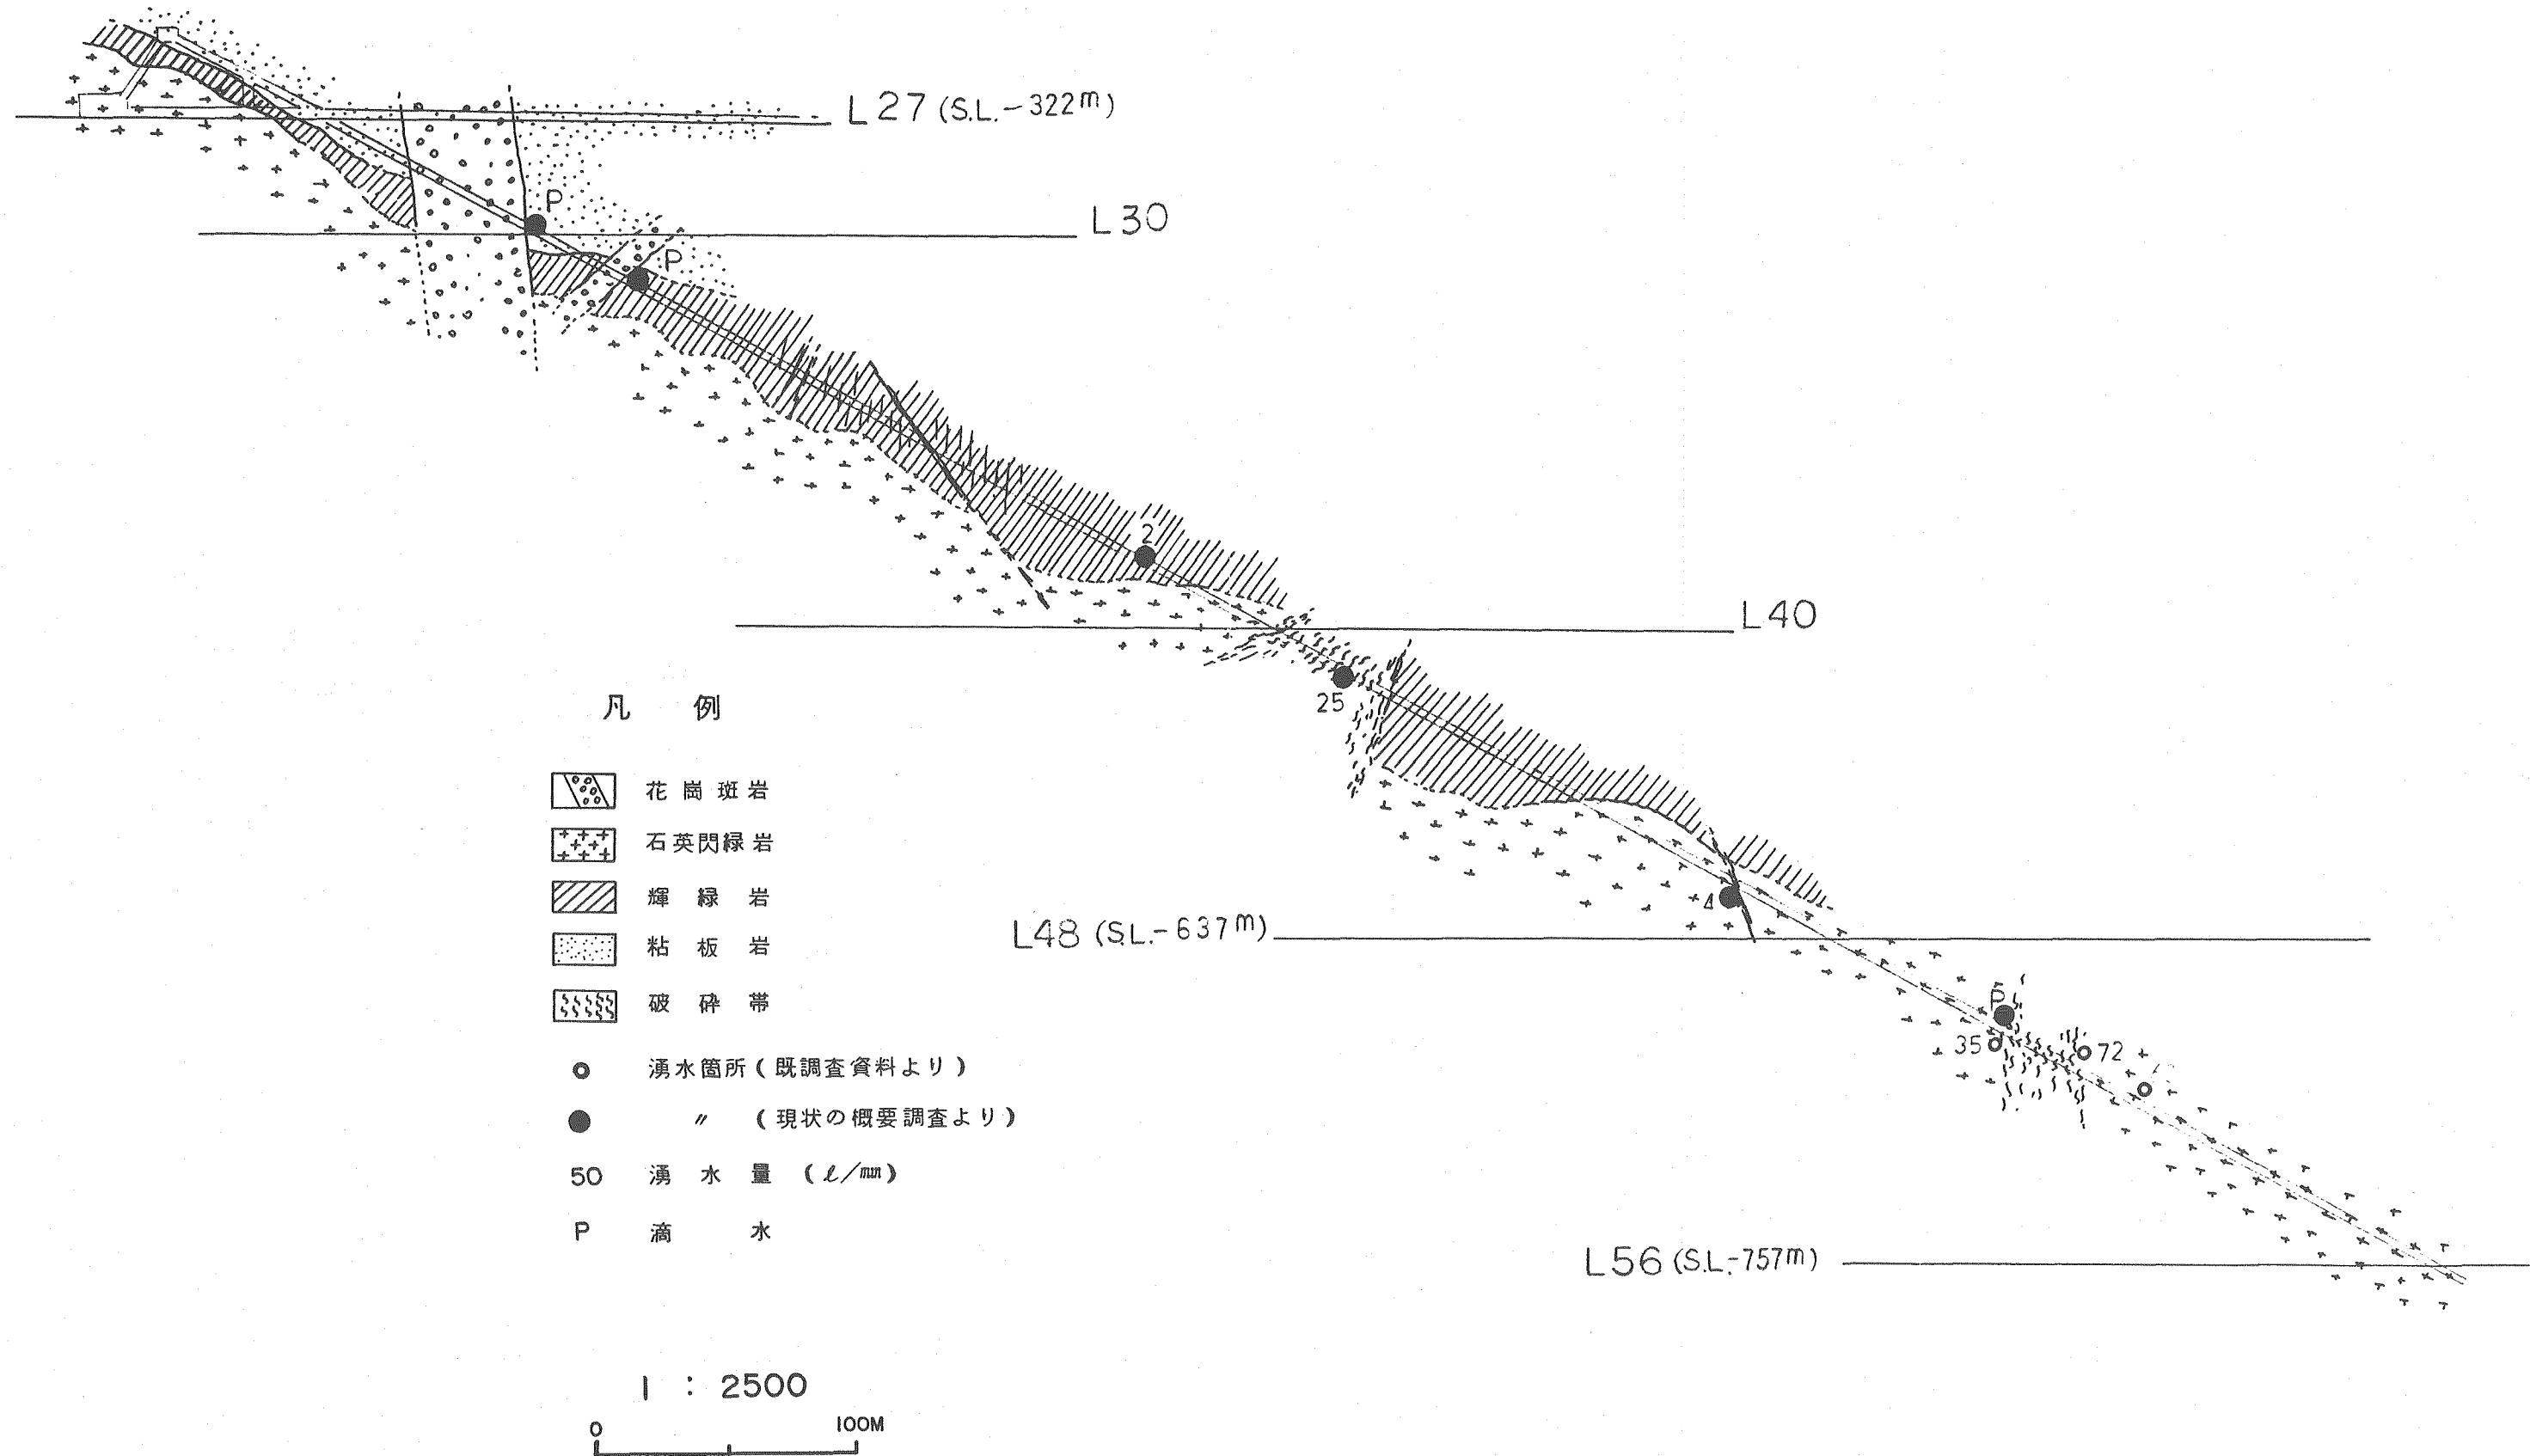 L27 (S.L.-322m)
P
L30
P
2
L40
25
凡 例
花崗斑岩
石英閃緑岩
輝緑岩
4
粘板岩
L48 (S.L.-637m)
破砕帯
P
35
72
湧水箇所(既調査資料より)
〃 (現状の概要調査より)
50 湧水量 (ℓ/min)
P 滴水
L56 (S.L.-757m)
1 : 2500
0 100M